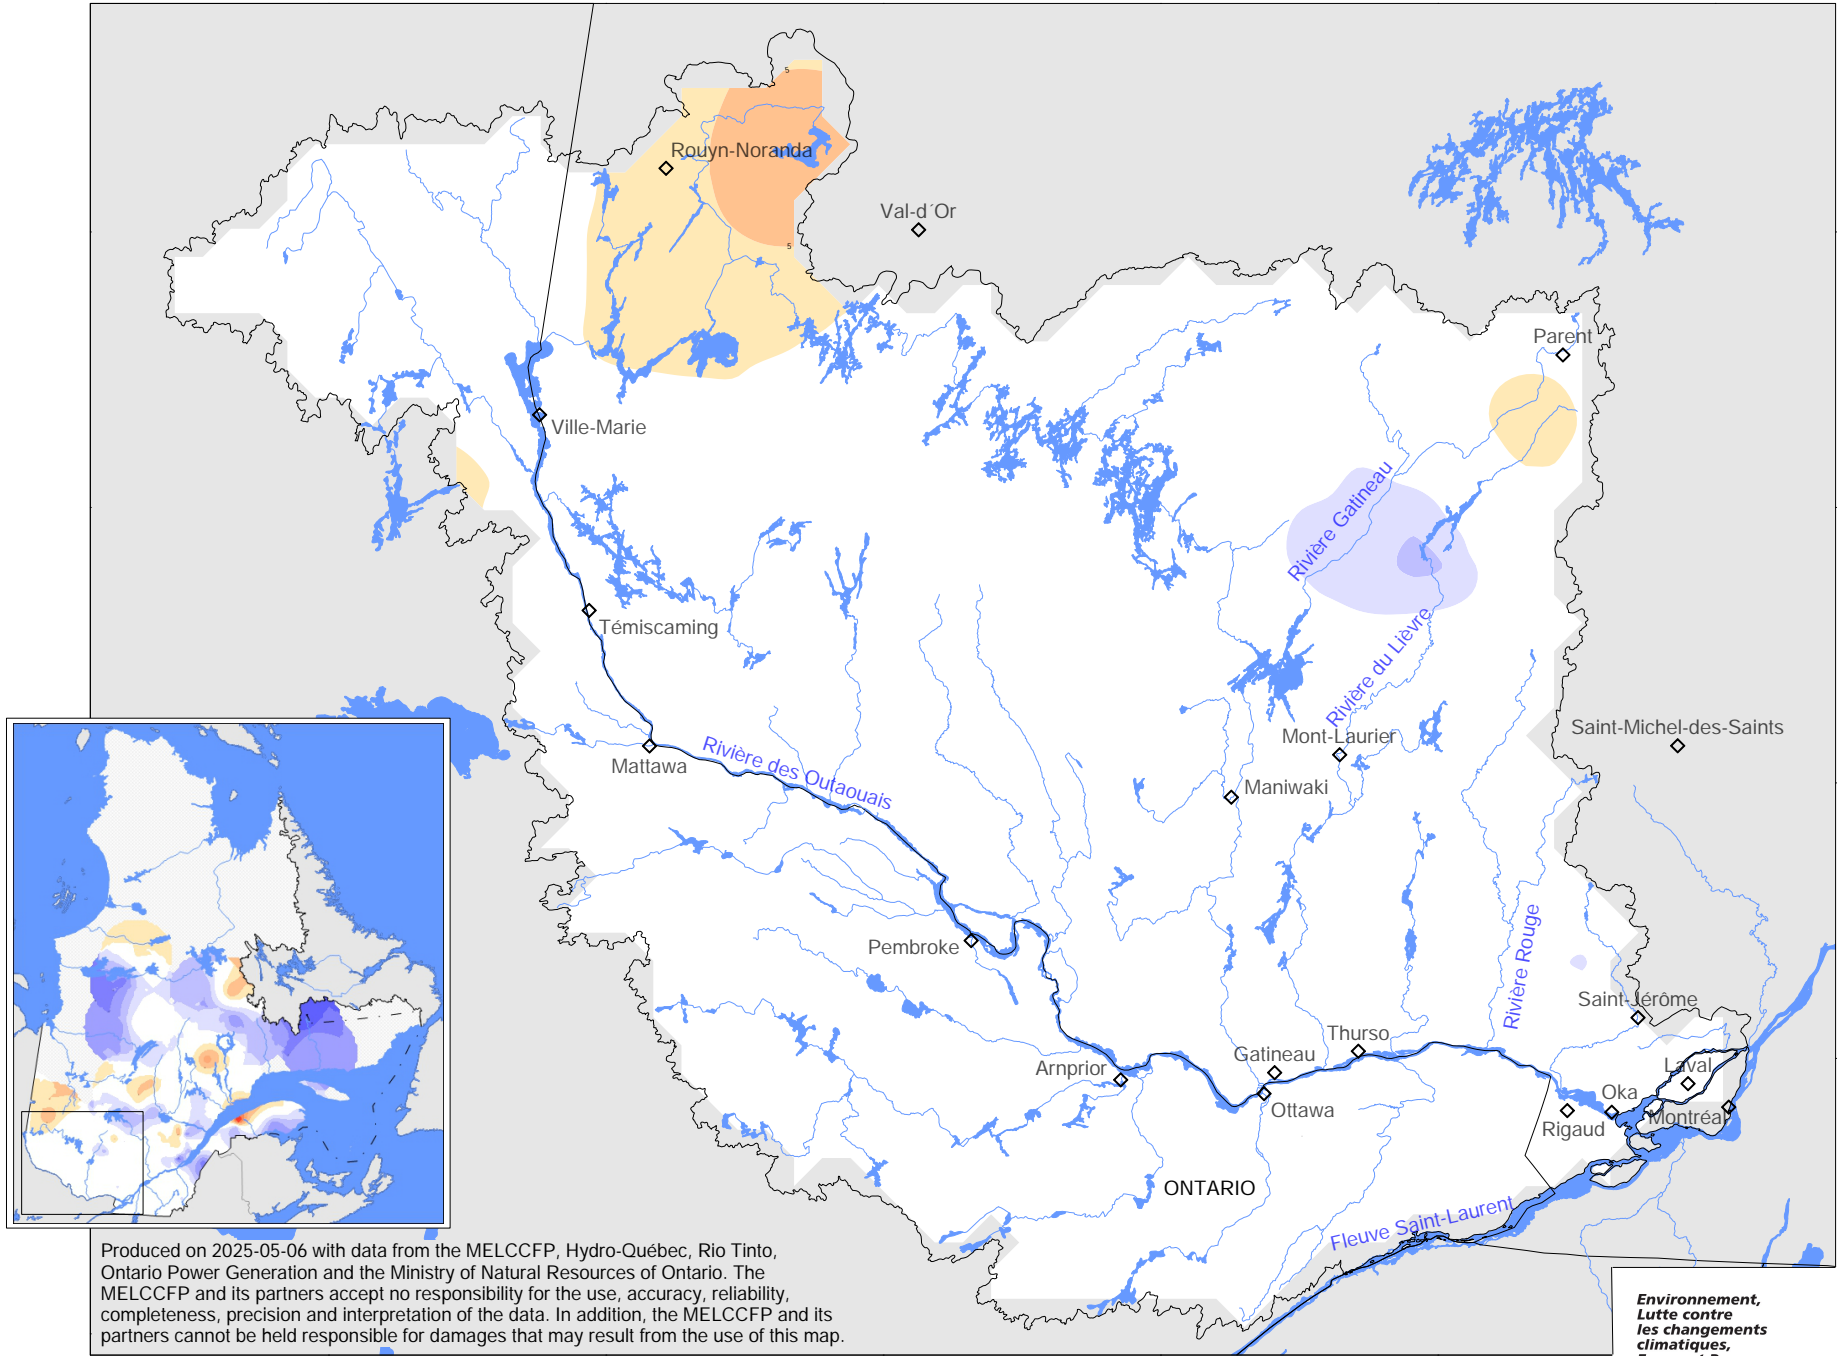 5
Rouyn-Noranda
Val-d´Or
5
Parent
Ville-Marie
Rivière Gatineau
Témiscaming
Rivière du Lièvre
Saint-Michel-des-Saints
Mont-Laurier
Mattawa
Rivière des Outaouais
Maniwaki
Pembroke
Rivière Rouge
Saint-Jérôme
Thurso
Gatineau
Arnprior
Laval
Oka
Ottawa
Montréal
Rigaud
ONTARIO
Fleuve Saint-Laurent
Produced on 2025-05-06 with data from the MELCCFP, Hydro-Québec, Rio Tinto,
Ontario Power Generation and the Ministry of Natural Resources of Ontario. The
MELCCFP and its partners accept no responsibility for the use, accuracy, reliability,
completeness, precision and interpretation of the data. In addition, the MELCCFP and its
partners cannot be held responsible for damages that may result from the use of this map.
Environnement,
Lutte contre
les changements
climatiques,